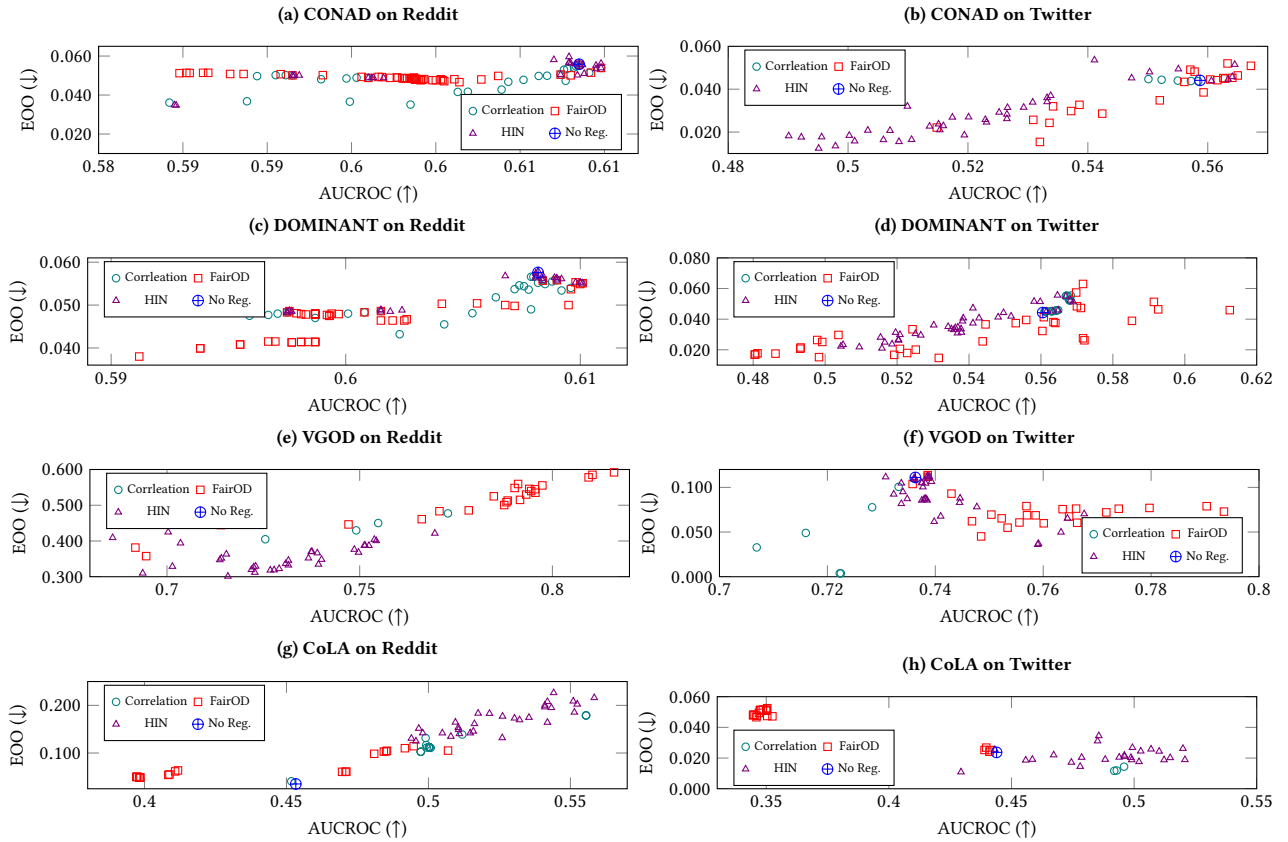 (a) CONAD on Reddit
0.060
0.040
0.020
EOO (↓)
Corrleation FairOD
HIN No Reg.
0.58 0.59 0.59 0.6 0.6 0.61 0.61
AUCROC (↑)
(b) CONAD on Twitter
0.060
0.040
0.020
EOO (↓)
Corrleation FairOD
HIN No Reg.
0.48 0.5 0.52 0.54 0.56
AUCROC (↑)
(c) DOMINANT on Reddit
0.060
0.050
0.040
EOO (↓)
Corrleation FairOD
HIN No Reg.
0.59 0.6 0.61
AUCROC (↑)
(d) DOMINANT on Twitter
0.080
0.060
0.040
0.020
EOO (↓)
Corrleation FairOD
HIN No Reg.
0.48 0.5 0.52 0.54 0.56 0.58 0.6 0.62
AUCROC (↑)
(e) VGOD on Reddit
0.600
0.500
0.400
0.300
EOO (↓)
Corrleation FairOD
HIN No Reg.
0.7 0.75 0.8
AUCROC (↑)
(f) VGOD on Twitter
0.100
0.050
0.000
EOO (↓)
Corrleation FairOD
HIN No Reg.
0.7 0.72 0.74 0.76 0.78 0.8
AUCROC (↑)
(g) CoLA on Reddit
0.200
0.100
EOO (↓)
Corrleation FairOD
HIN No Reg.
0.4 0.45 0.5 0.55
AUCROC (↑)
(h) CoLA on Twitter
0.060
0.040
0.020
0.000
EOO (↓)
Correlation FairOD
HIN No Reg.
0.35 0.4 0.45 0.5 0.55
AUCROC (↑)